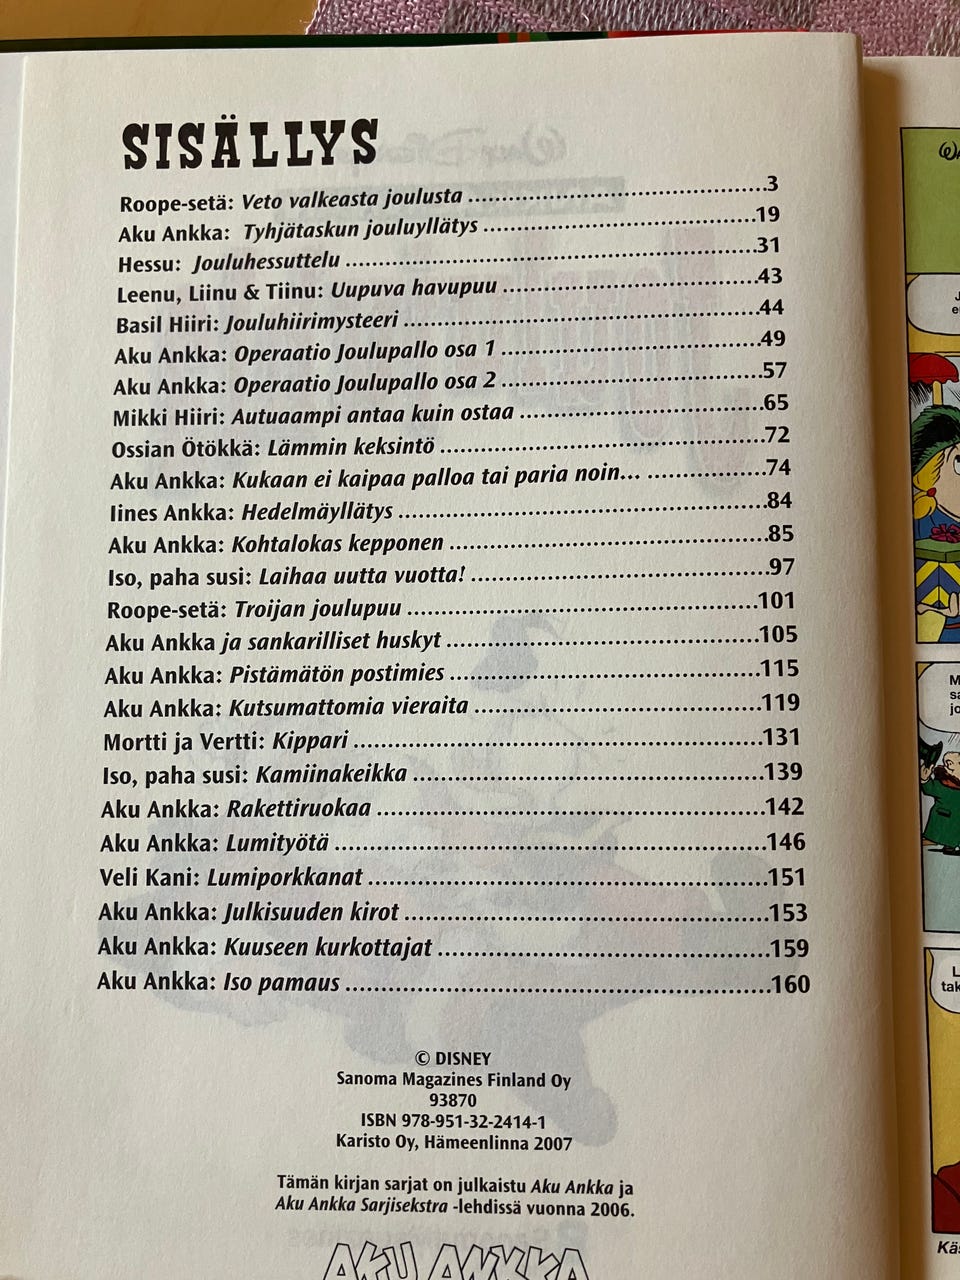 SISÄLLYS
Roope-setä: Veto valkeasta joulusta ........................................................3
Aku Ankka: Tyhjätaskun jouluyllätys ....................................................19
Hessu: Jouluhessuttelu ..............................................................................31
Leenu, Liinu & Tiinu: Uupuva havupuu ................................................43
Basil Hiiri: Jouluhiirimysteeri ....................................................................44
Aku Ankka: Operaatio Joulupallo osa 1 ................................................49
Aku Ankka: Operaatio Joulupallo osa 2 ................................................57
Mikki Hiiri: Autuaampi antaa kuin ostaa ..............................................65
Ossian Ötökkä: Lämmin keksintö ............................................................72
Aku Ankka: Kukaan ei kaipaa palloa tai paria noin... ......................74
Iines Ankka: Hedelmäyllätys ....................................................................84
Aku Ankka: Kohtalokas kepponen ..........................................................85
Iso, paha susi: Laihaa uutta vuotta! ........................................................97
Roope-setä: Troijan joulupuu ................................................................101
Aku Ankka ja sankarilliset huskyt ..........................................................105
Aku Ankka: Pistämätön postimies ..........................................................115
Aku Ankka: Kutsumattomia vieraita ......................................................119
Mortti ja Vertti: Kippari ............................................................................131
Iso, paha susi: Kamiinakeikka ................................................................139
Aku Ankka: Rakettiruokaa ......................................................................142
Aku Ankka: Lumityötä ..............................................................................146
Veli Kani: Lumiporkkanat ........................................................................151
Aku Ankka: Julkisuuden kirot ..................................................................153
Aku Ankka: Kuuseen kurkottajat ............................................................159
Aku Ankka: Iso pamaus ............................................................................160
© DISNEY
Sanoma Magazines Finland Oy
93870
ISBN 978-951-32-2414-1
Karisto Oy, Hämeenlinna 2007
Tämän kirjan sarjat on julkaistu Aku Ankka ja
Aku Ankka Sarjisekstra -lehdissä vuonna 2006.
AKU ANKKA